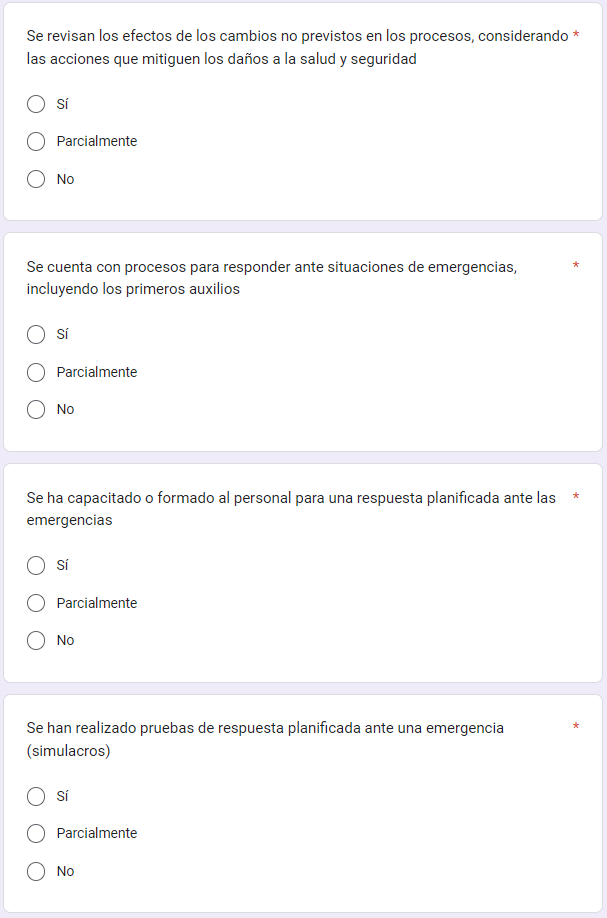 Se revisan los efectos de los cambios no previstos en los procesos, considerando *
las acciones que mitiguen los daños a la salud y seguridad
Sí
Parcialmente
No
Se cuenta con procesos para responder ante situaciones de emergencias, *
incluyendo los primeros auxilios
Sí
Parcialmente
No
Se ha capacitado o formado al personal para una respuesta planificada ante las *
emergencias
Sí
Parcialmente
No
Se han realizado pruebas de respuesta planificada ante una emergencia *
(simulacros)
Sí
Parcialmente
No